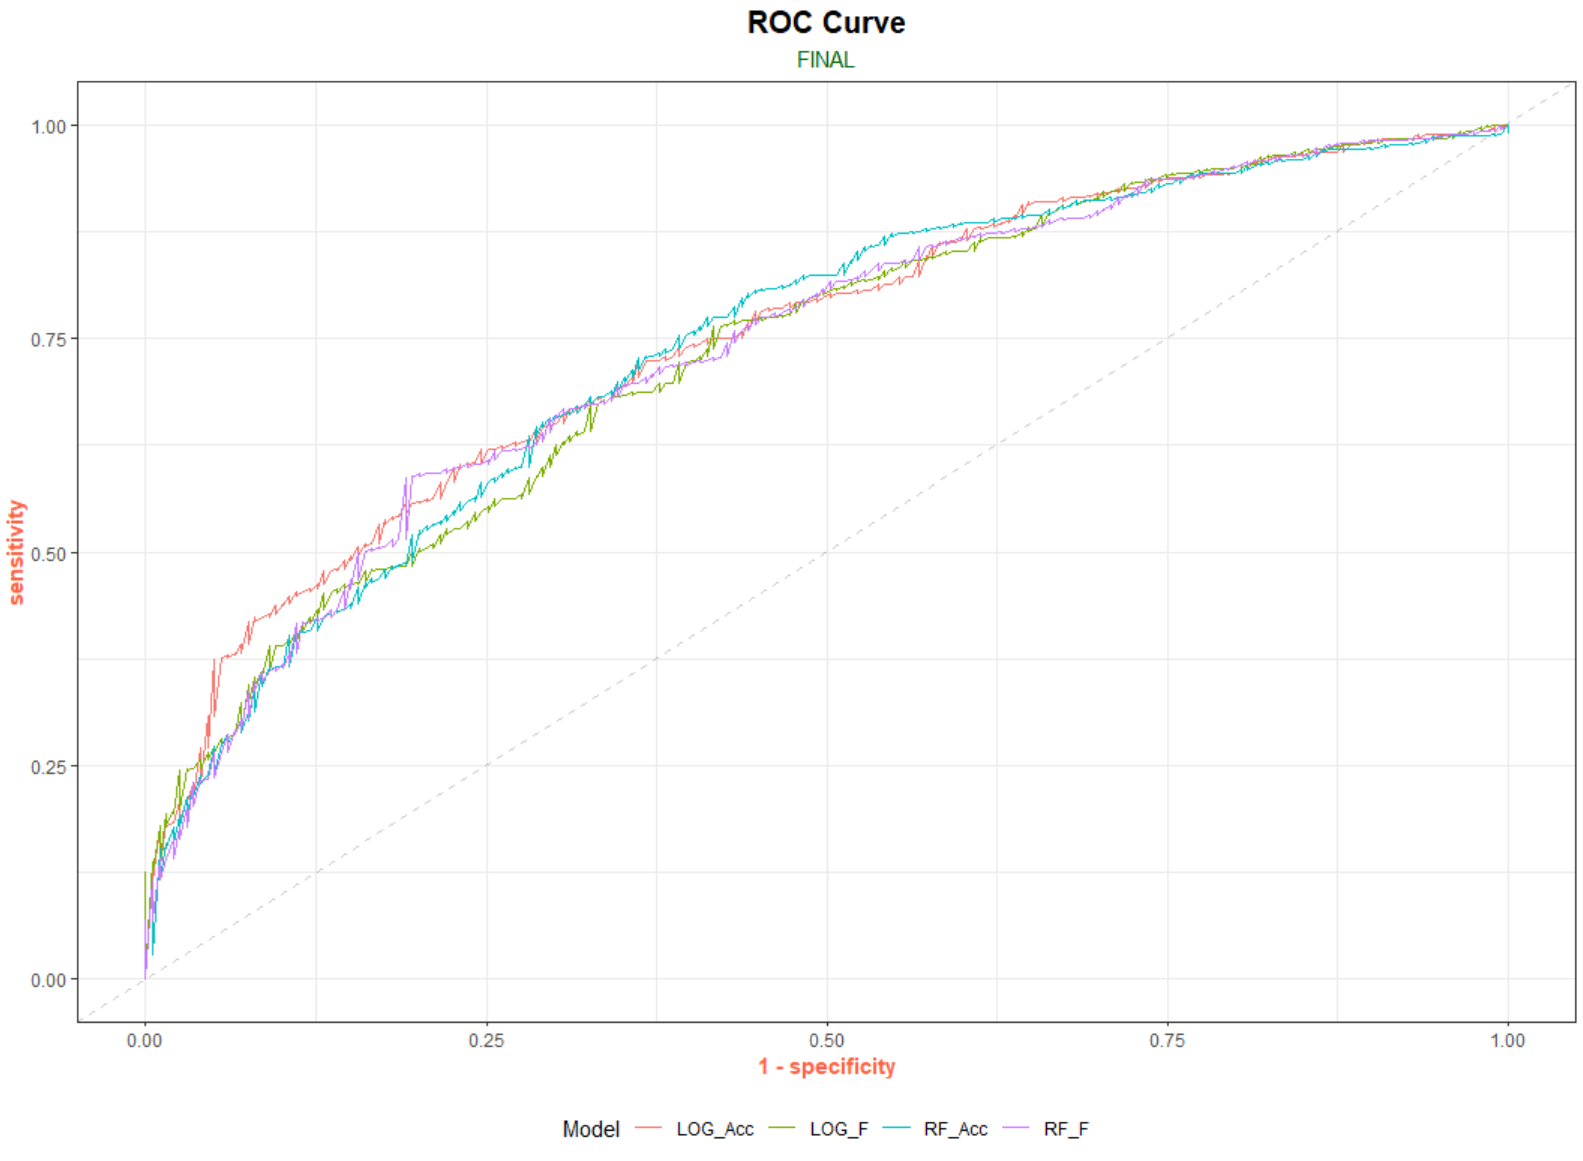 ROC Curve
FINAL
1.00
0.75
0.50
0.25
0.00
sensitivity
0.00 0.25 0.50 0.75 1.00
1 - specificity
Model LOG_Acc LOG_F RF_Acc RF_F